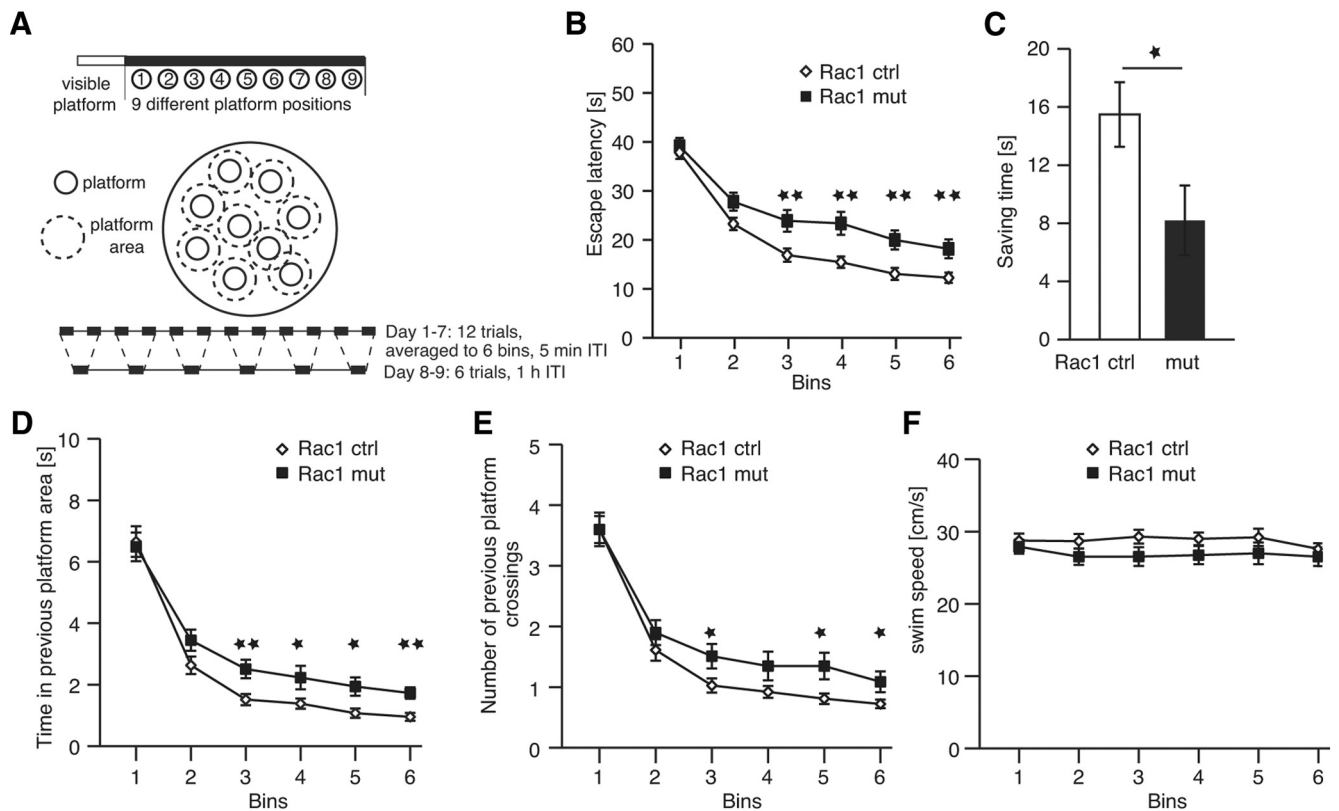 A
① ② ③ ④ ⑤ ⑥ ⑦ ⑧ ⑨
visible
platform
9 different platform positions
platform
platform
area
Day 1-7: 12 trials,
averaged to 6 bins, 5 min ITI
Day 8-9: 6 trials, 1 h ITI
B
Escape latency [s]
60
50
40
30
20
10
0
Rac1 ctrl
Rac1 mut
1 2 3 4 5 6
Bins
C
Saving time [s]
20
16
12
8
4
0
Rac1 ctrl mut
D
Time in previous platform area [s]
10
8
6
4
2
0
Rac1 ctrl
Rac1 mut
1 2 3 4 5 6
Bins
E
Number of previous platform
crossings
5
4
3
2
1
0
Rac1 ctrl
Rac1 mut
1 2 3 4 5 6
Bins
F
swim speed [cm/s]
40
30
20
10
0
Rac1 ctrl
Rac1 mut
1 2 3 4 5 6
Bins